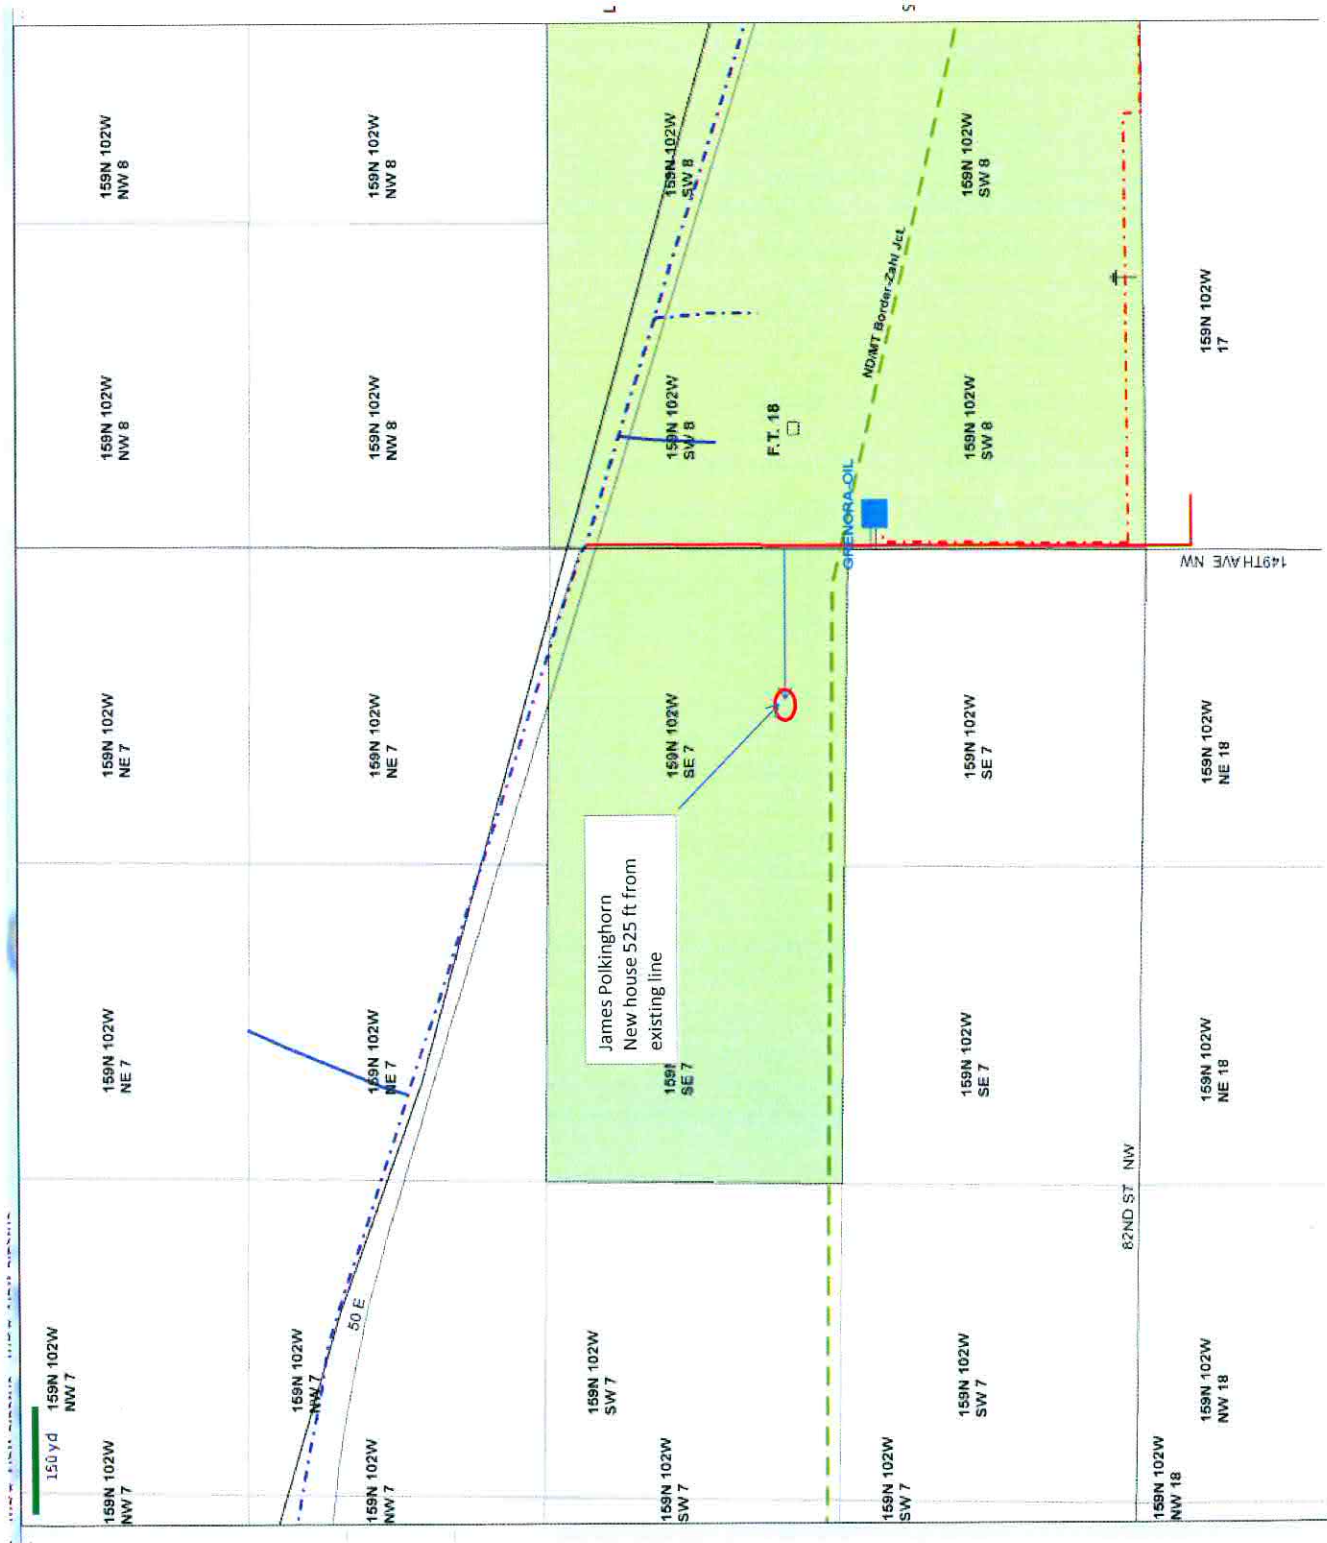 150 yd
159N 102W
NW 7
159N 102W
NW 7
159N 102W
NE 7
159N 102W
NE 7
159N 102W
NW 8
159N 102W
NW 8
159N 102W
NW 7
50 E
159N 102W
NW 7
159N 102W
NE 7
159N 102W
NE 7
159N 102W
NW 8
159N 102W
NW 8
159N 102W
SW 7
James Polkinghorn
New house 525 ft from
existing line
159N 102W
SW 7
SE 7
159N 102W
SE 7
159N 102W
SW 8
159N 102W
SW 8
F.T. 18
GRENORA-OIL
ND/MT Border-Zahl Jct.
159N 102W
SW 7
159N 102W
SW 7
159N 102W
SE 7
159N 102W
SE 7
159N 102W
SW 8
159N 102W
SW 8
82ND ST NW
159N 102W
NW 18
159N 102W
NW 18
159N 102W
NE 18
159N 102W
NE 18
149TH AVE NW
159N 102W
17